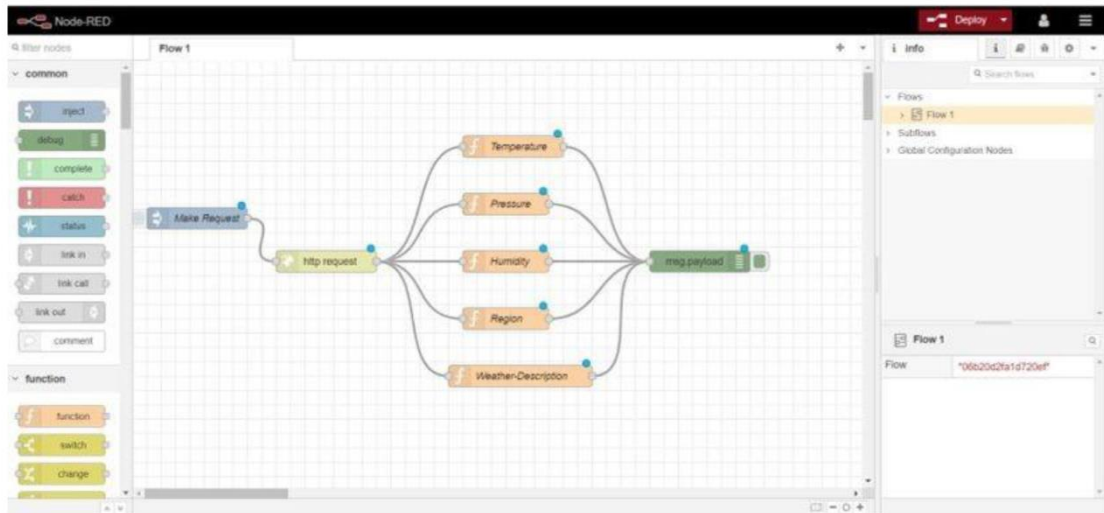 Node-RED
Deploy
filter nodes
Flow 1
info
i
Search flows
common
inject
debug
complete
catch
status
link in
link call
link out
comment
function
function
switch
change
Make Request
http request
Temperature
Pressure
Humidity
Region
Weather-Description
msg.payload
Flows
Flow 1
Subflows
Global Configuration Nodes
Flow 1
Flow "06b20d2fa1d720ef"